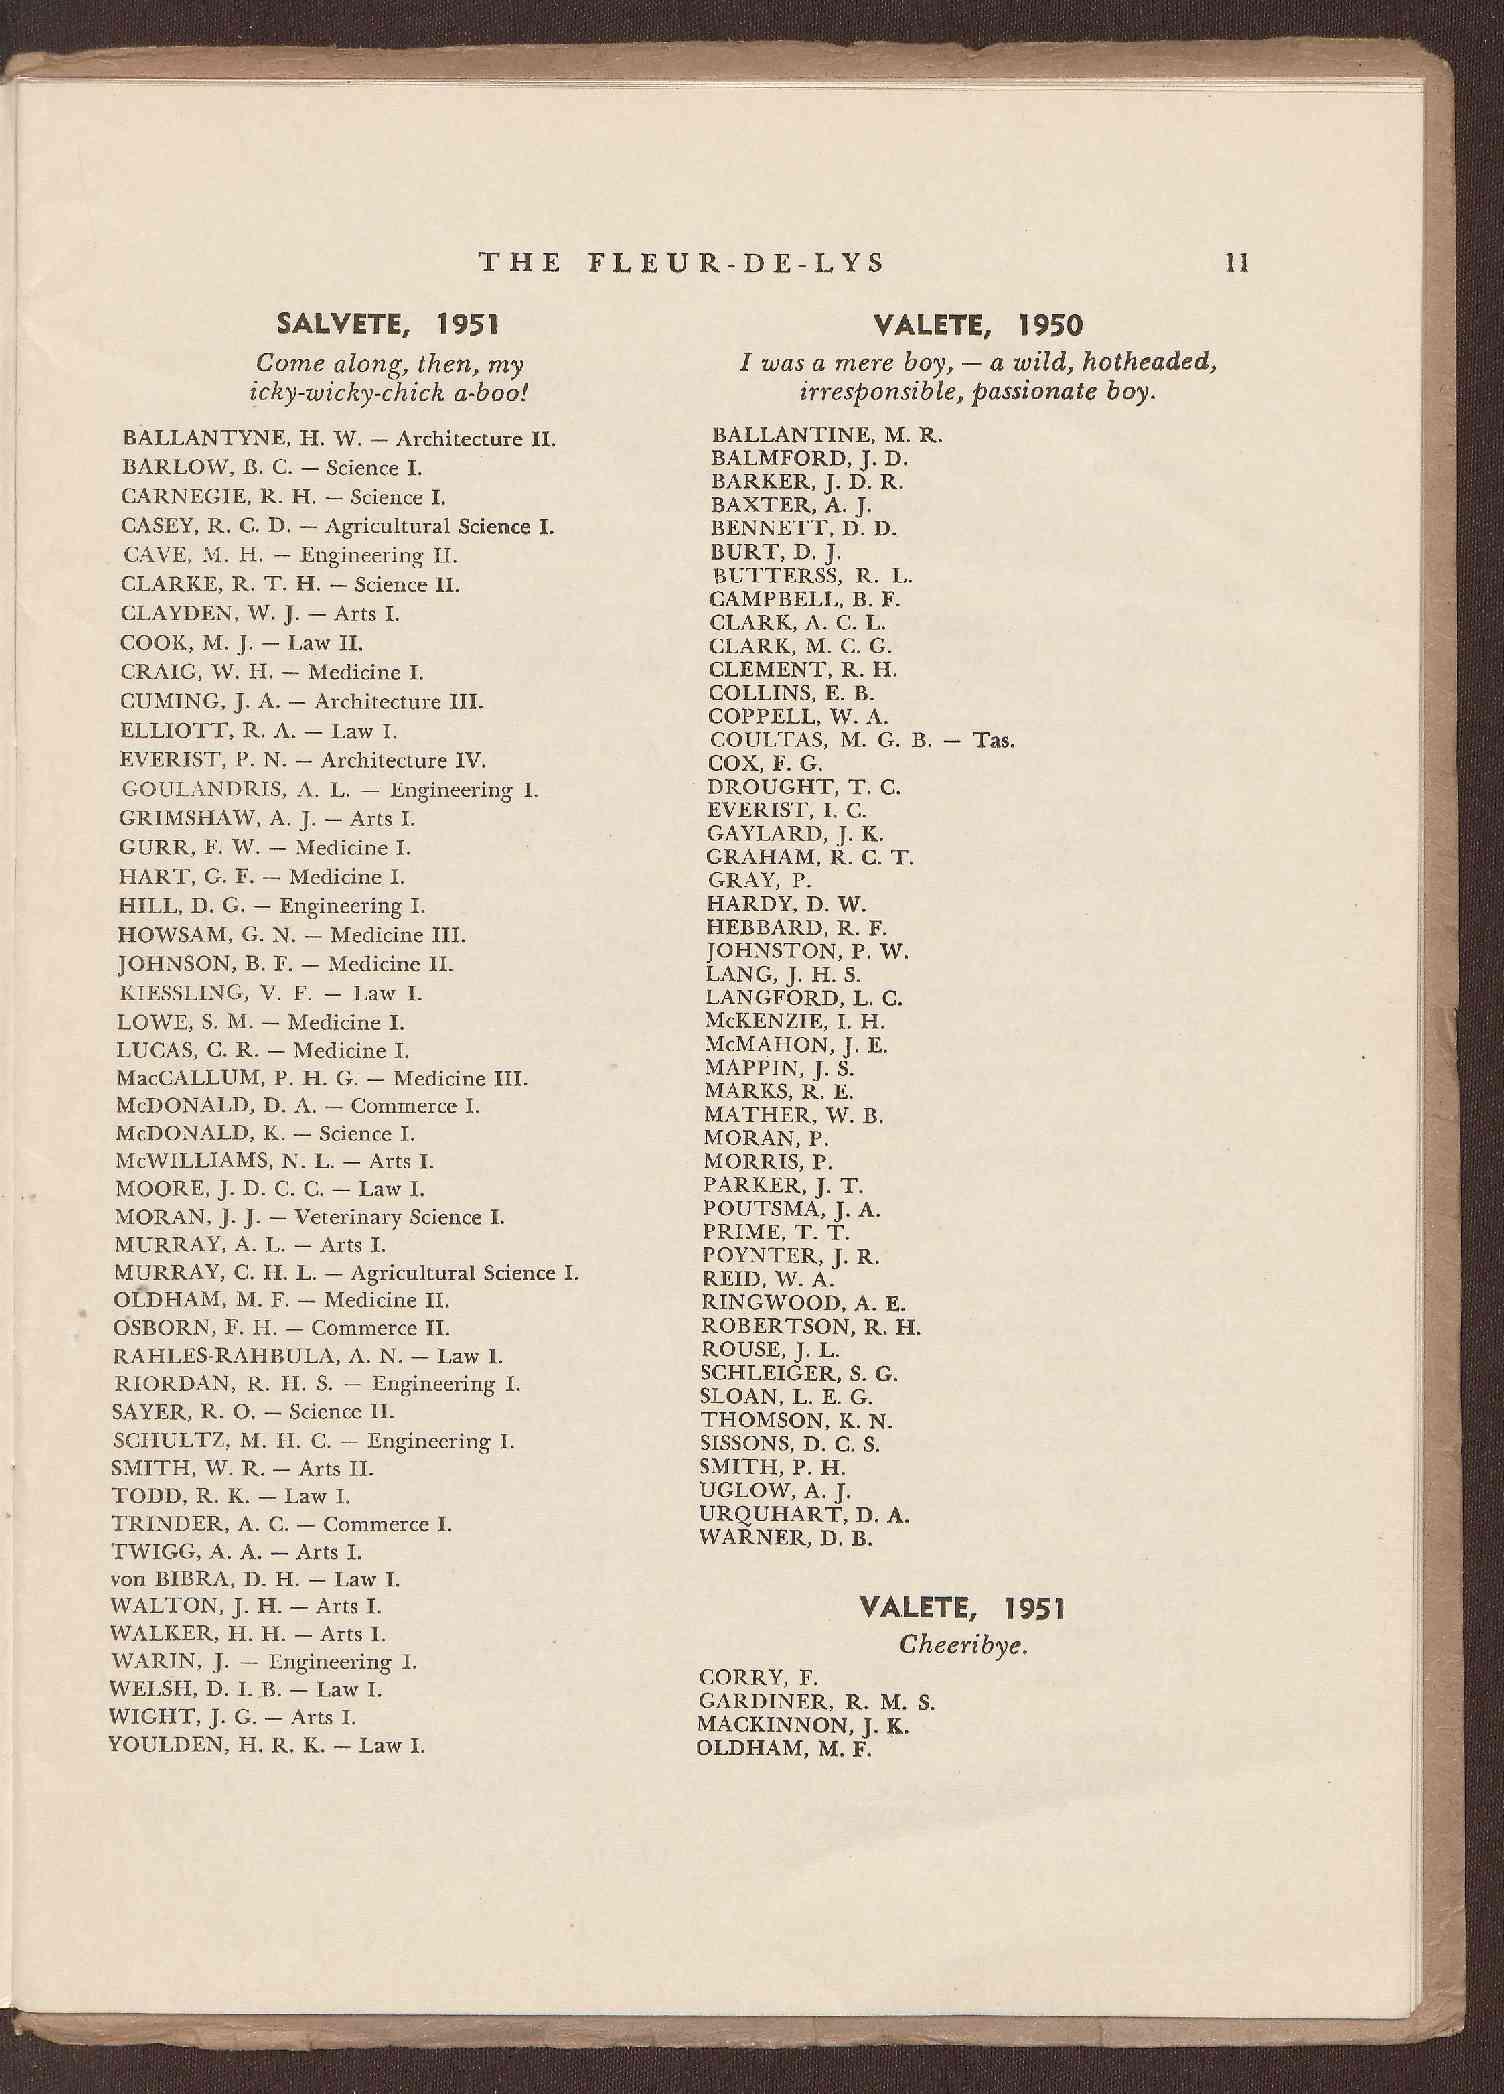 THE FLEUR-DE-LYS 11
SALVETE, 1951
Come along, then, my
icky-wicky-chick a-boo!
BALLANTYNE, H. W. — Architecture II.
BARLOW, B. C. — Science I.
CARNEGIE, R. H. — Science I.
CASEY, R. C. D. — Agricultural Science I.
CAVE, M. H. — Engineering II.
CLARKE, R. T. H. — Science II.
CLAYDEN, W. J. — Arts I.
COOK, M. J. — Law II.
CRAIG, W. H. — Medicine I.
CUMING, J. A. — Architecture III.
ELLIOTT, R. A. — Law I.
EVERIST, P. N. — Architecture IV.
GOULANDRIS, A. L. — Engineering I.
GRIMSHAW, A. J. — Arts I.
GURR, F. W. — Medicine I.
HART, G. F. — Medicine I.
HILL, D. G. — Engineering I.
HOWSAM, G. N. — Medicine III.
JOHNSON, B. F. — Medicine II.
KIESSLING, V. F. — Law I.
LOWE, S. M. — Medicine I.
LUCAS, C. R. — Medicine I.
MacCALLUM, P. H. G. — Medicine III.
McDONALD, D. A. — Commerce I.
McDONALD, K. — Science I.
McWILLIAMS, N. L. — Arts I.
MOORE, J. D. C. C. — Law I.
MORAN, J. J. — Veterinary Science I.
MURRAY, A. L. — Arts I.
MURRAY, C. H. L. — Agricultural Science I.
OLDHAM, M. F. — Medicine II.
OSBORN, F. H. — Commerce II.
RAHLES-RAHBULA, A. N. — Law I.
RIORDAN, R. H. S. — Engineering I.
SAYER, R. O. — Science II.
SCHULTZ, M. H. C. — Engineering I.
SMITH, W. R. — Arts II.
TODD, R. K. — Law I.
TRINDER, A. C. — Commerce I.
TWIGG, A. A. — Arts I.
von BIBRA, D. H. — Law I.
WALTON, J. H. — Arts I.
WALKER, H. H. — Arts I.
WARIN, J. — Engineering I.
WELSH, D. I. B. — Law I.
WIGHT, J. G. — Arts I.
YOULDEN, H. R. K. — Law I.
VALETE, 1950
I was a mere boy, — a wild, hotheaded,
irresponsible, passionate boy.
BALLANTINE, M. R.
BALMFORD, J. D.
BARKER, J. D. R.
BAXTER, A. J.
BENNETT, D. D.
BURT, D. J.
BUTTERSS, R. L.
CAMPBELL, B. F.
CLARK, A. C. L.
CLARK, M. C. G.
CLEMENT, R. H.
COLLINS, E. B.
COPPELL, W. A.
COULTAS, M. G. B. — Tas.
COX, F. G.
DROUGHT, T. C.
EVERIST, I. C.
GAYLARD, J. K.
GRAHAM, R. C. T.
GRAY, P.
HARDY, D. W.
HEBBARD, R. F.
JOHNSTON, P. W.
LANG, J. H. S.
LANGFORD, L. C.
McKENZIE, I. H.
McMAHON, J. E.
MAPPIN, J. S.
MARKS, R. E.
MATHER, W. B.
MORAN, P.
MORRIS, P.
PARKER, J. T.
POUTSMA, J. A.
PRIME, T. T.
POYNTER, J. R.
REID, W. A.
RINGWOOD, A. E.
ROBERTSON, R. H.
ROUSE, J. L.
SCHLEIGER, S. G.
SLOAN, L. E. G.
THOMSON, K. N.
SISSONS, D. C. S.
SMITH, P. H.
UGLOW, A. J.
URQUHART, D. A.
WARNER, D. B.
VALETE, 1951
Cheeribye.
CORRY, F.
GARDINER, R. M. S.
MACKINNON, J. K.
OLDHAM, M. F.